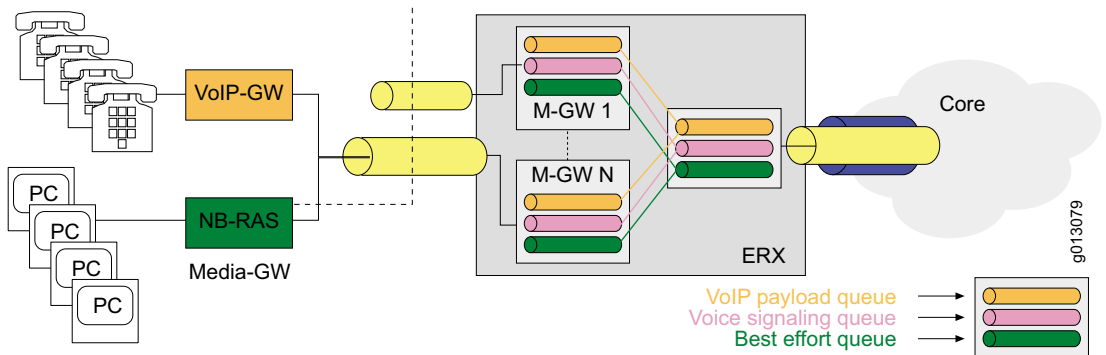 VoIP-GW
M-GW 1
Core
PC
M-GW N
PC
NB-RAS
PC
ERX
Media-GW
PC
g013079
VoIP payload queue
Voice signaling queue
Best effort queue